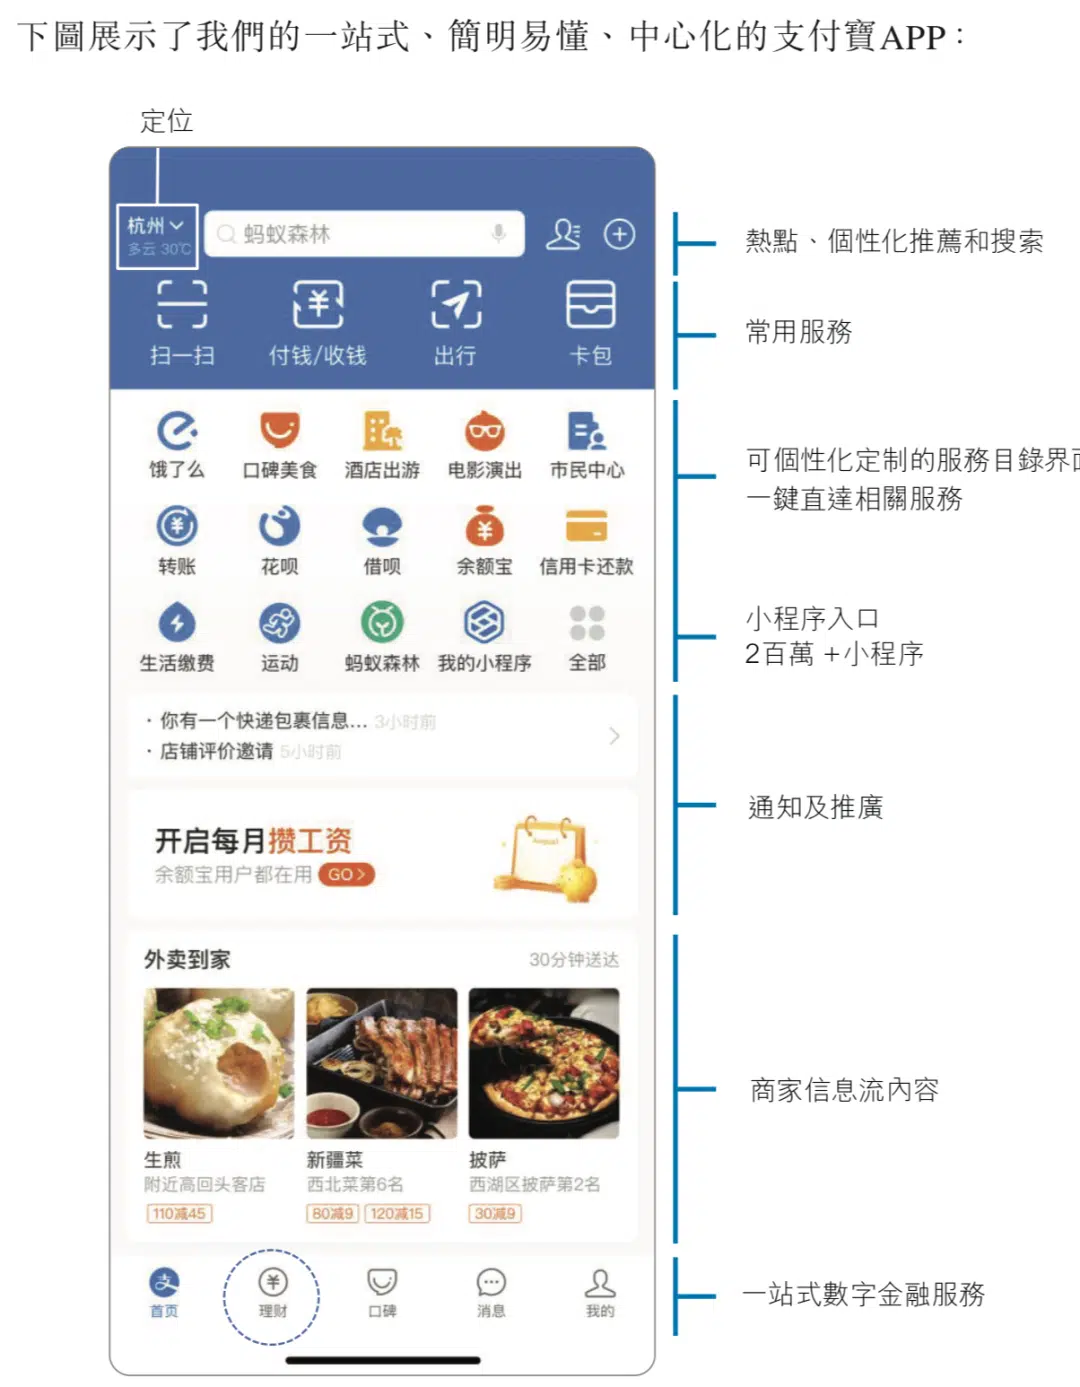 下圖展示了我們的一站式、簡明易懂、中心化的支付寶APP：
定位
杭州
多云 30℃
蚂蚁森林
熱點、個性化推薦和搜索
扫一扫 付钱/收钱 出行 卡包
常用服務
饿了么 口碑美食 酒店出游 电影演出 市民中心
可個性化定制的服務目錄界面
一鍵直達相關服務
转账 花呗 借呗 余额宝 信用卡还款
生活缴费 运动 蚂蚁森林 我的小程序 全部
小程序入口
2百萬 +小程序
· 你有一个快递包裹信息... 3小时前
· 店铺评价邀请 5小时前
通知及推廣
开启每月攒工资
余额宝用户都在用 GO >
外卖到家 30分钟送达
商家信息流內容
生煎 新疆菜 披萨
附近高回头客店 西北菜第6名 西湖区披萨第2名
110减45 80减9 120减15 30减9
支
首页 理财 口碑 消息 我的
一站式數字金融服務